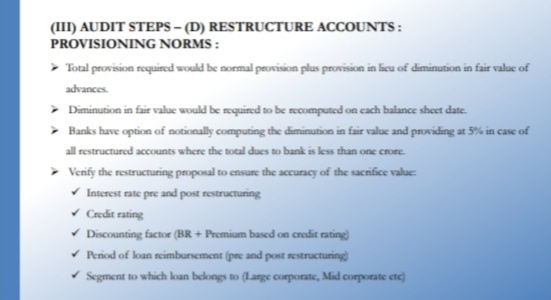 (III) AUDIT STEPS – (D) RESTRUCTURE ACCOUNTS :
PROVISIONING NORMS :
➢ Total provision required would be normal provision plus provision in lieu of diminution in fair value of
advances.
➢ Diminution in fair value would be required to be recomputed on each balance sheet date.
➢ Banks have option of notionally computing the diminution in fair value and providing at 5% in case of
all restructured accounts where the total dues to bank is less than one crore.
➢ Verify the restructuring proposal to ensure the accuracy of the sacrifice value:
✓ Interest rate pre and post restructuring
✓ Credit rating
✓ Discounting factor (BR + Premium based on credit rating)
✓ Period of loan reimbursement (pre and post restructuring)
✓ Segment to which loan belongs to (Large corporate, Mid corporate etc)